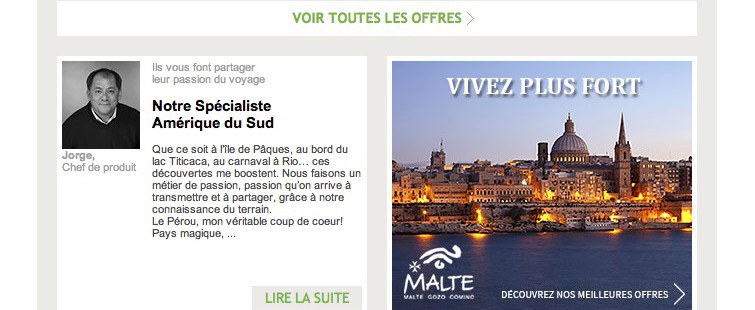 VOIR TOUTES LES OFFRES
Ils vous font partager
leur passion du voyage
Notre Spécialiste
Amérique du Sud
Jorge,
Chef de produit
Que ce soit à l'île de Pâques, au bord du
lac Titicaca, au carnaval à Rio... ces
découvertes me boostent. Nous faisons un
métier de passion, passion qu'on arrive à
transmettre et à partager, grâce à notre
connaissance du terrain.
Le Pérou, mon véritable coup de coeur!
Pays magique, ...
LIRE LA SUITE
VIVEZ PLUS FORT
MALTE
MALTE GOZO COMINO
DÉCOUVREZ NOS MEILLEURES OFFRES